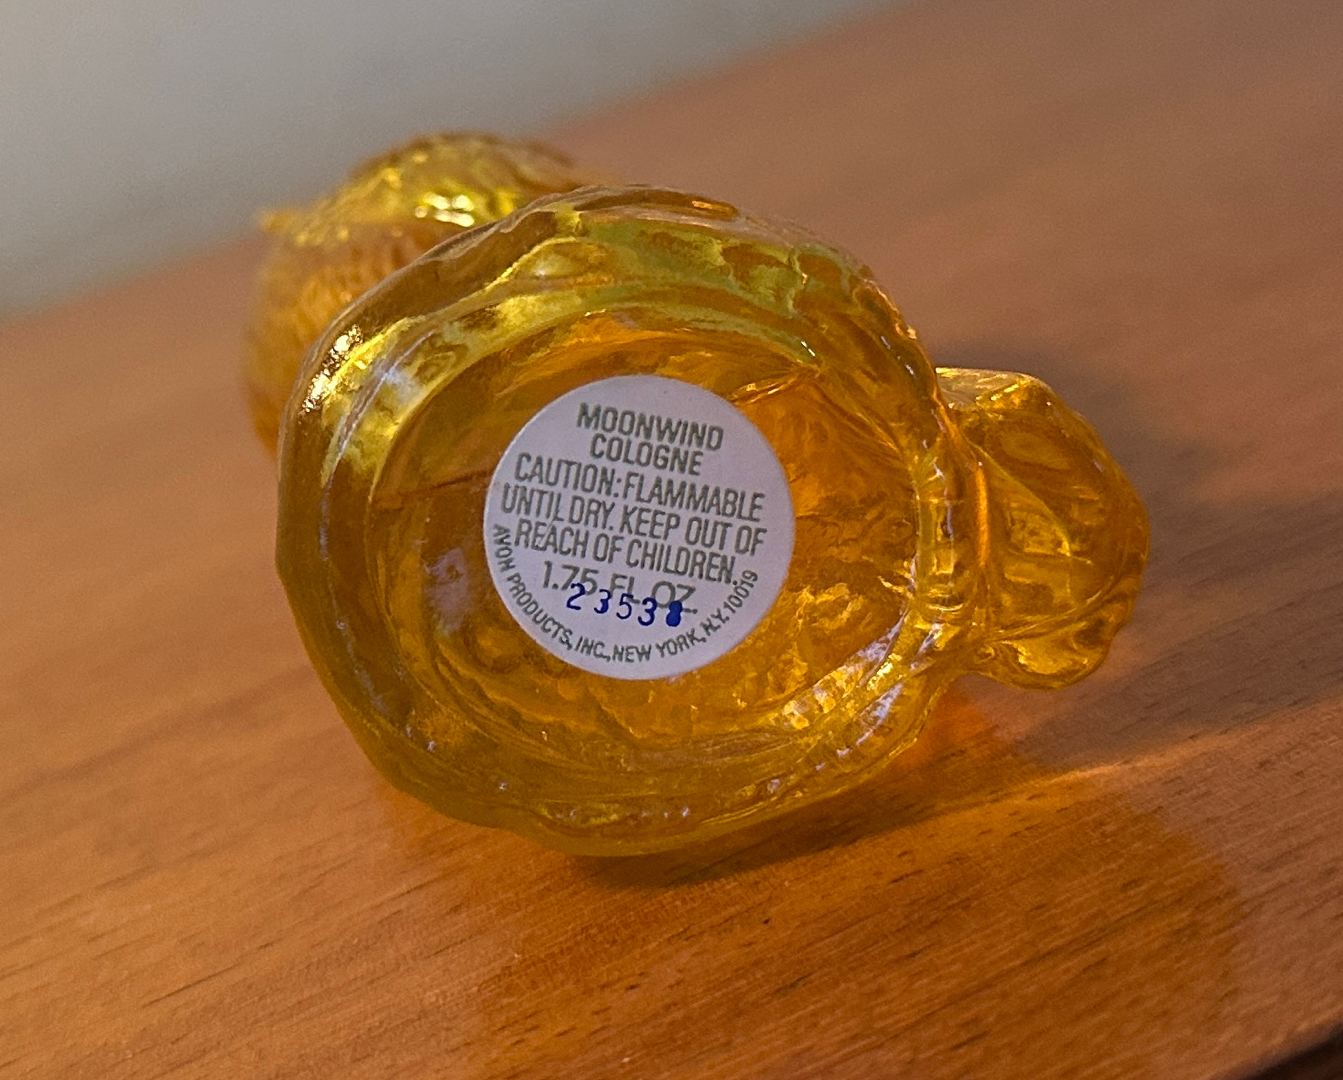 MOONWIND
COLOGNE
CAUTION: FLAMMABLE
UNTIL DRY. KEEP OUT OF
REACH OF CHILDREN.
1.75 FL. OZ.
AVON PRODUCTS, INC., NEW YORK, N.Y. 10019